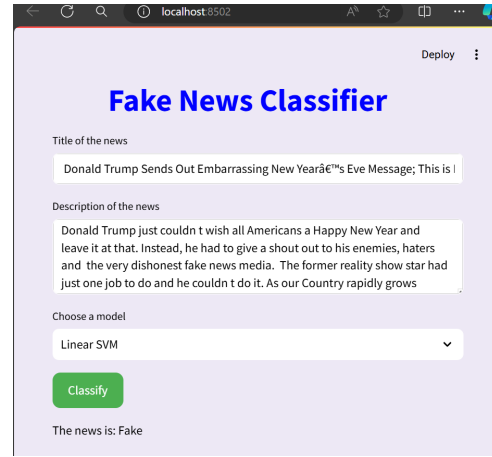 localhost:8502
Deploy
Fake News Classifier
Title of the news
Donald Trump Sends Out Embarrassing New Yearâ€™s Eve Message; This is
Description of the news
Donald Trump just couldn t wish all Americans a Happy New Year and
leave it at that. Instead, he had to give a shout out to his enemies, haters
and  the very dishonest fake news media.  The former reality show star had
just one job to do and he couldn t do it. As our Country rapidly grows
Choose a model
Linear SVM
Classify
The news is: Fake